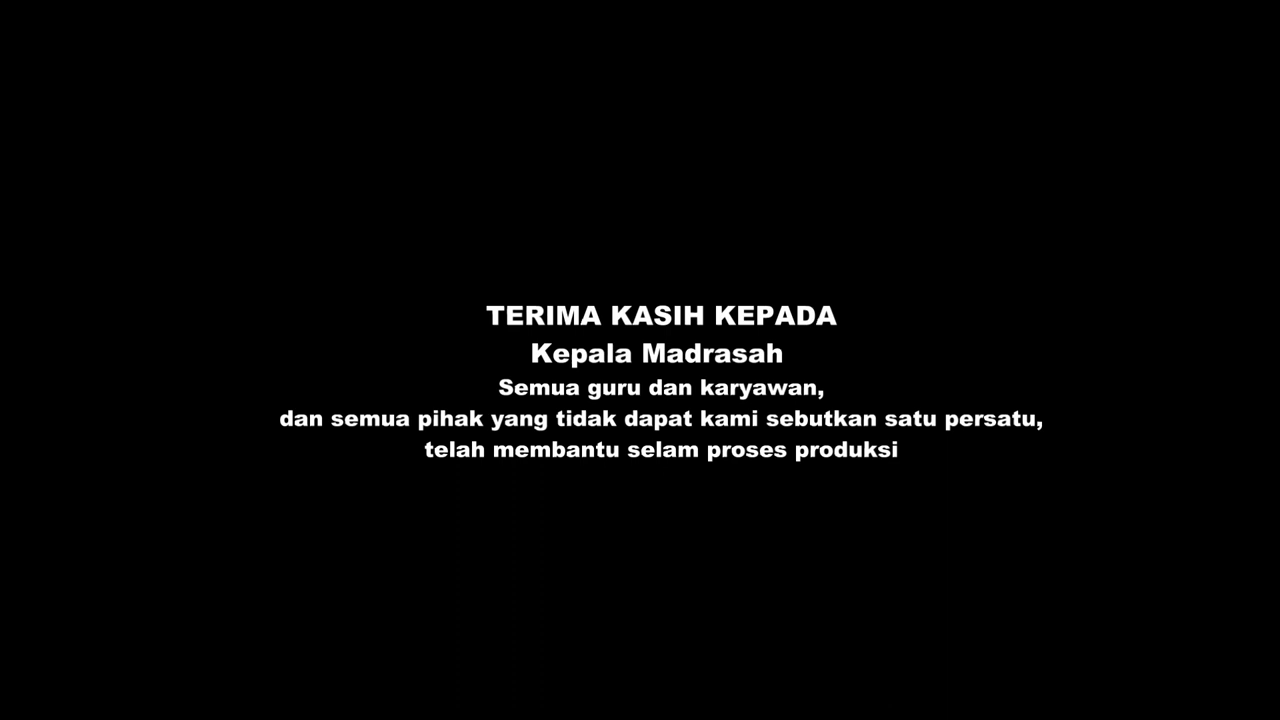 TERIMA KASIH KEPADA
Kepala Madrasah
Semua guru dan karyawan,
dan semua pihak yang tidak dapat kami sebutkan satu persatu,
telah membantu selam proses produksi